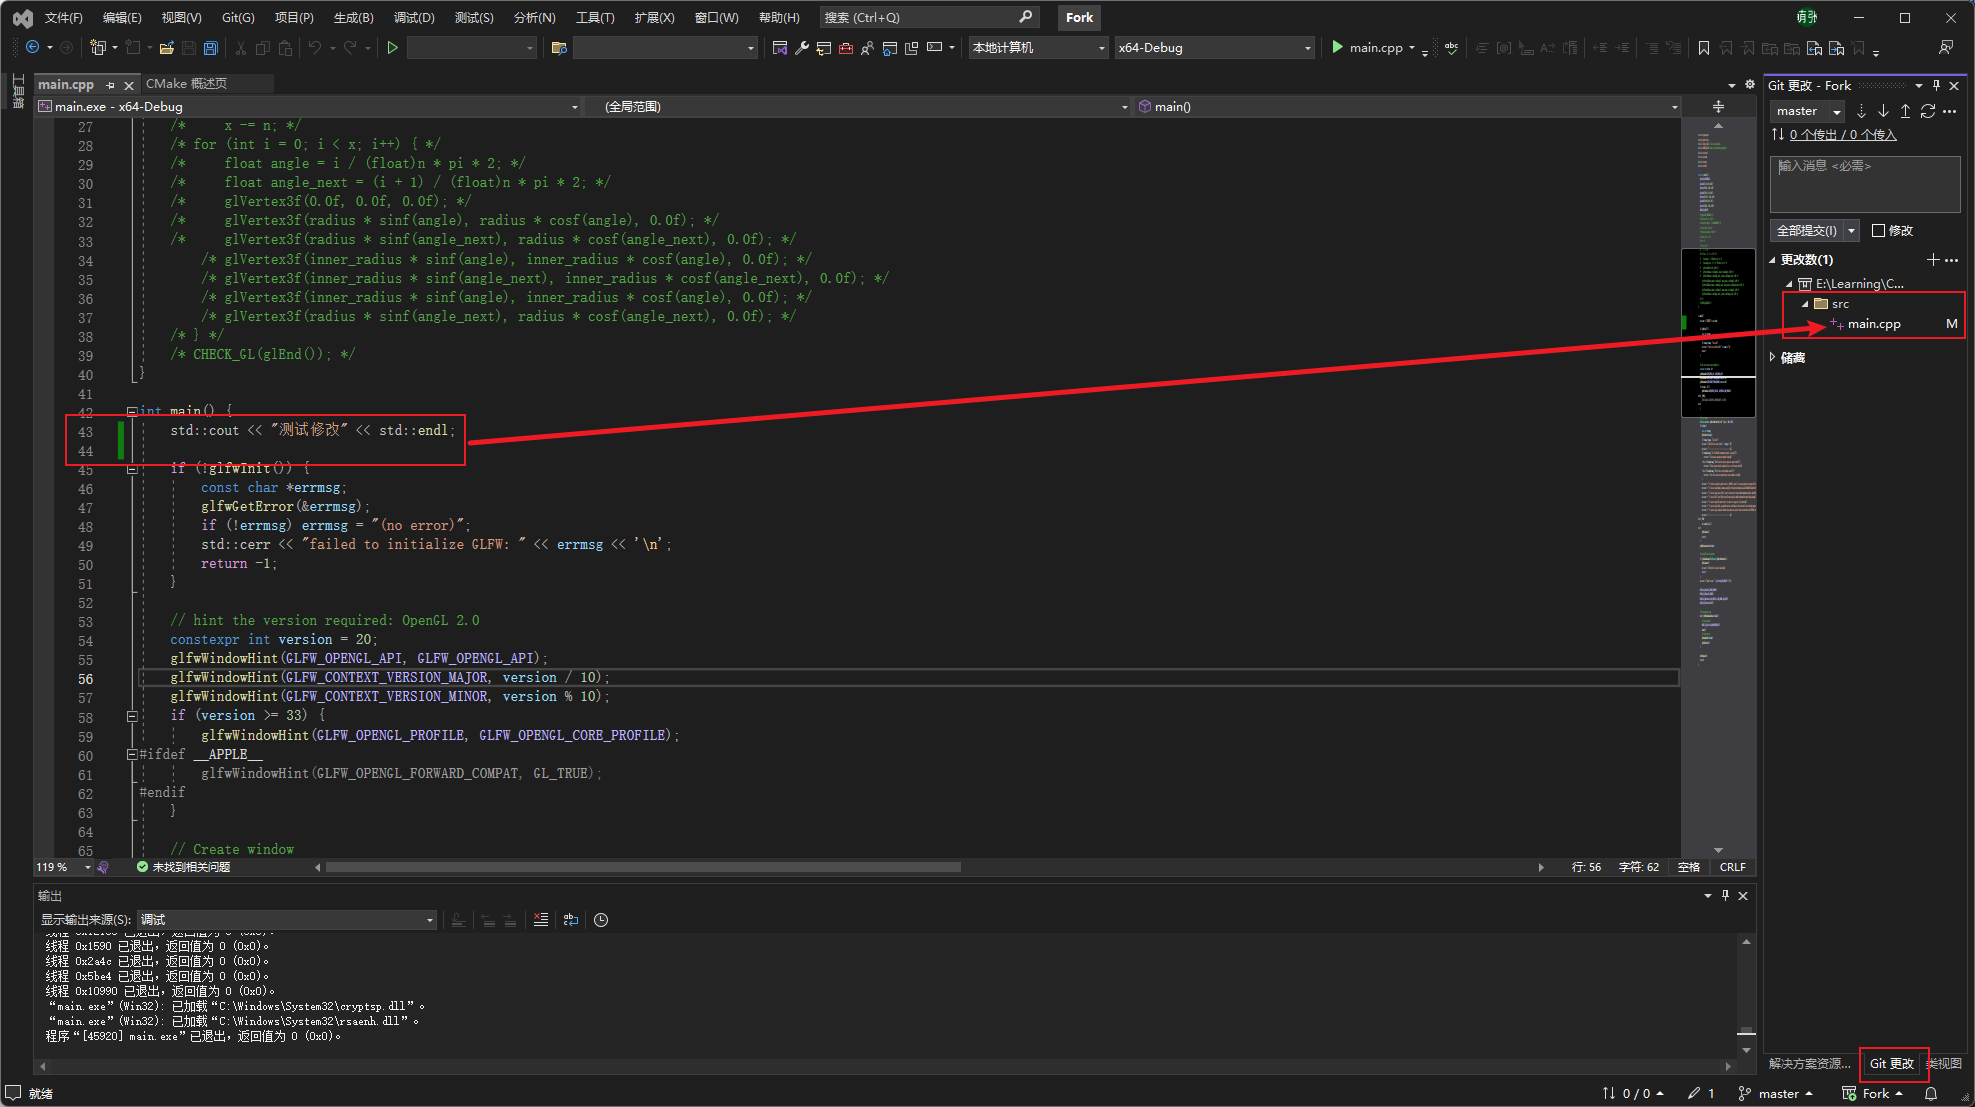 文件(F) 编辑(E) 视图(V) Git(G) 项目(P) 生成(B) 调试(D) 测试(S) 分析(N) 工具(T) 扩展(X) 窗口(W) 帮助(H) 搜索 (Ctrl+Q) Fork
本地计算机 x64-Debug main.cpp
工具箱
main.cpp CMake 概述页
main.exe - x64-Debug (全局范围) main()
27 /* x -= n; */
28 /* for (int i = 0; i < x; i++) { */
29 /* float angle = i / (float)n * pi * 2; */
30 /* float angle_next = (i + 1) / (float)n * pi * 2; */
31 /* glVertex3f(0.0f, 0.0f, 0.0f); */
32 /* glVertex3f(radius * sinf(angle), radius * cosf(angle), 0.0f); */
33 /* glVertex3f(radius * sinf(angle_next), radius * cosf(angle_next), 0.0f); */
34 /* glVertex3f(inner_radius * sinf(angle), inner_radius * cosf(angle), 0.0f); */
35 /* glVertex3f(inner_radius * sinf(angle_next), inner_radius * cosf(angle_next), 0.0f); */
36 /* glVertex3f(inner_radius * sinf(angle), inner_radius * cosf(angle), 0.0f); */
37 /* glVertex3f(radius * sinf(angle_next), radius * cosf(angle_next), 0.0f); */
38 /* } */
39 /* CHECK_GL(glEnd()); */
40 }
41
42 int main() {
43 std::cout << "测试修改" << std::endl;
44
45 if (!glfwInit()) {
46 const char *errmsg;
47 glfwGetError(&errmsg);
48 if (!errmsg) errmsg = "(no error)";
49 std::cerr << "failed to initialize GLFW: " << errmsg << '\n';
50 return -1;
51 }
52
53 // hint the version required: OpenGL 2.0
54 constexpr int version = 20;
55 glfwWindowHint(GLFW_OPENGL_API, GLFW_OPENGL_API);
56 glfwWindowHint(GLFW_CONTEXT_VERSION_MAJOR, version / 10);
57 glfwWindowHint(GLFW_CONTEXT_VERSION_MINOR, version % 10);
58 if (version >= 33) {
59 glfwWindowHint(GLFW_OPENGL_PROFILE, GLFW_OPENGL_CORE_PROFILE);
60 #ifdef __APPLE__
61 glfwWindowHint(GLFW_OPENGL_FORWARD_COMPAT, GL_TRUE);
62 #endif
63 }
64
65 // Create window
119 % 未找到相关问题 行: 56 字符: 62 空格 CRLF
输出
显示输出来源(S): 调试
线程 0x1590 已退出，返回值为 0 (0x0)。
线程 0x2a4c 已退出，返回值为 0 (0x0)。
线程 0x5be4 已退出，返回值为 0 (0x0)。
线程 0x10990 已退出，返回值为 0 (0x0)。
“main.exe”(Win32): 已加载“C:\Windows\System32\cryptsp.dll”。
“main.exe”(Win32): 已加载“C:\Windows\System32\rsaenh.dll”。
程序“[45920] main.exe”已退出，返回值为 0 (0x0)。
Git 更改 - Fork
master
0 个传出 / 0 个传入
输入消息 <必需>
全部提交(I) 修改
更改数(1)
E:\Learning\C...
src
main.cpp M
储藏
解决方案资源... Git 更改 类视图
就绪 0 / 0 1 master Fork